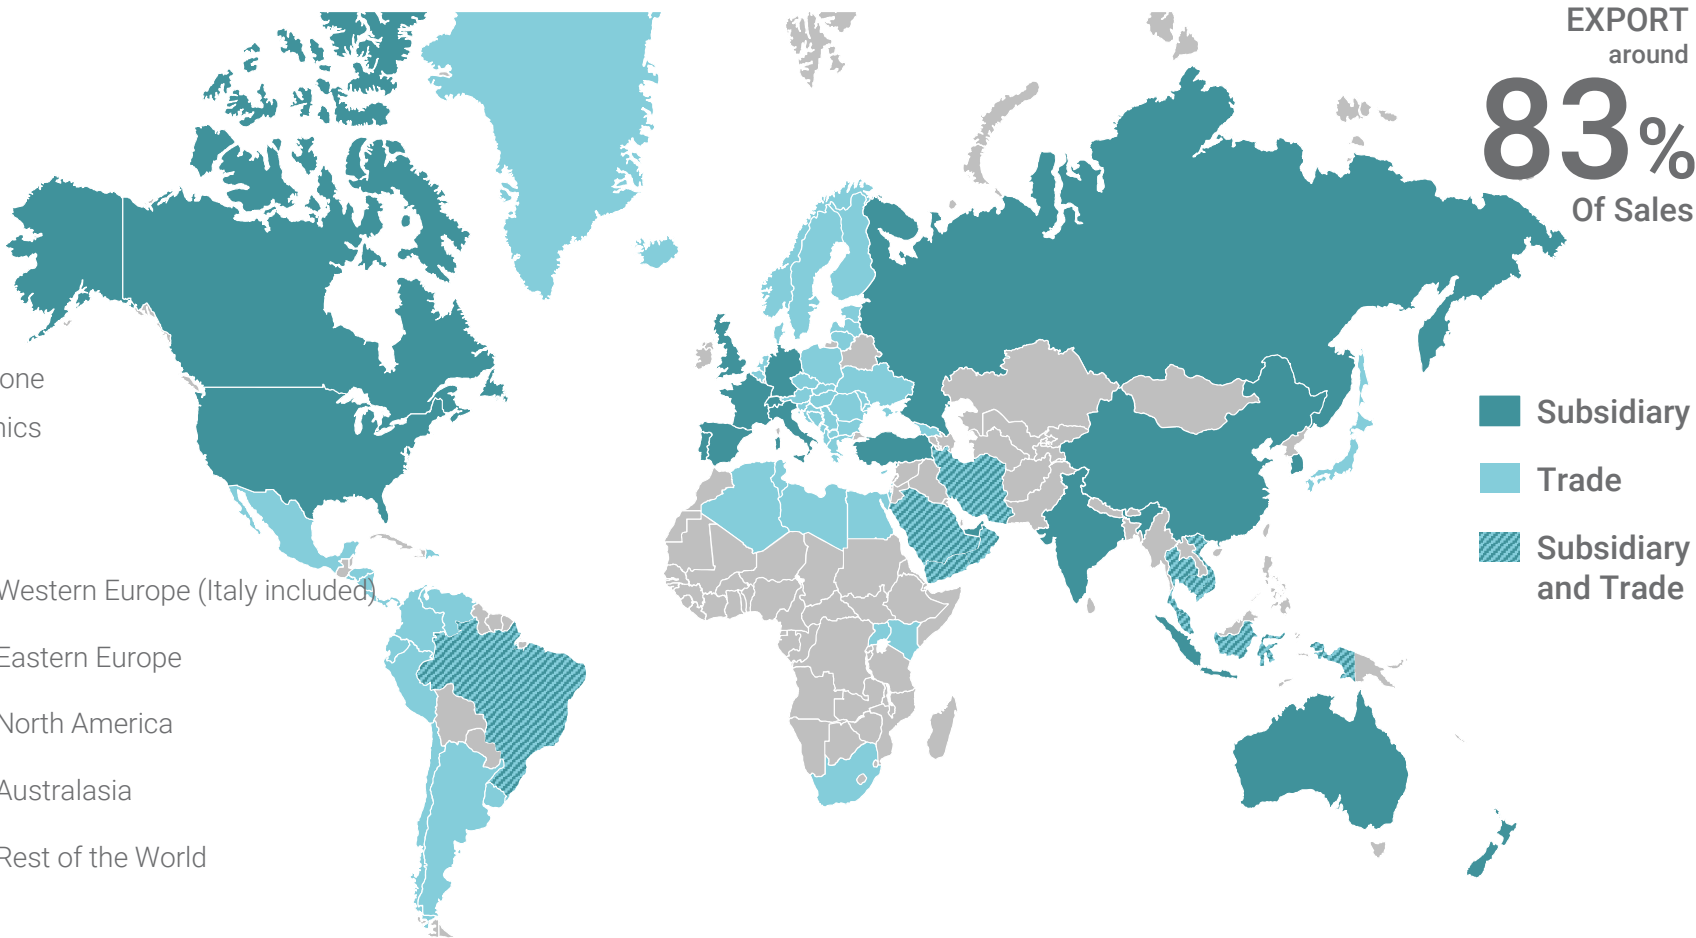 EXPORT
around
83%
Of Sales
one
nics
Western Europe (Italy included)
Eastern Europe
North America
Australasia
Rest of the World
Subsidiary
Trade
Subsidiary
and Trade